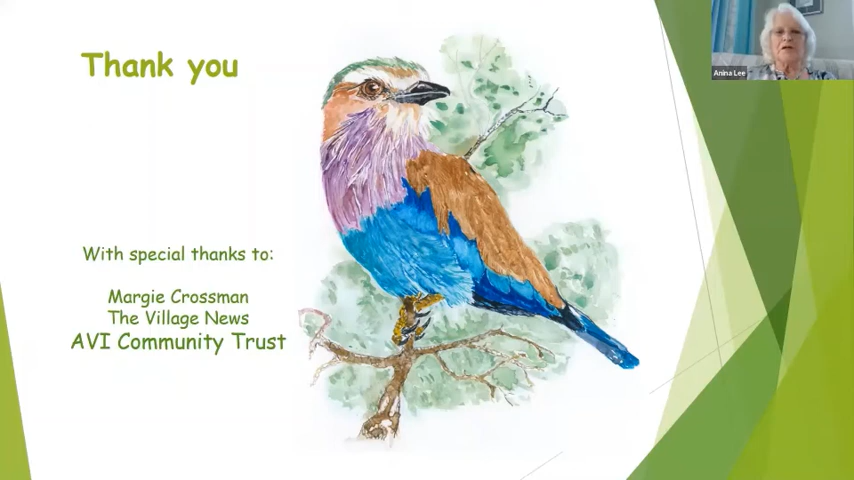 Thank you
Anina Lee
With special thanks to:
Margie Crossman
The Village News
AVI Community Trust